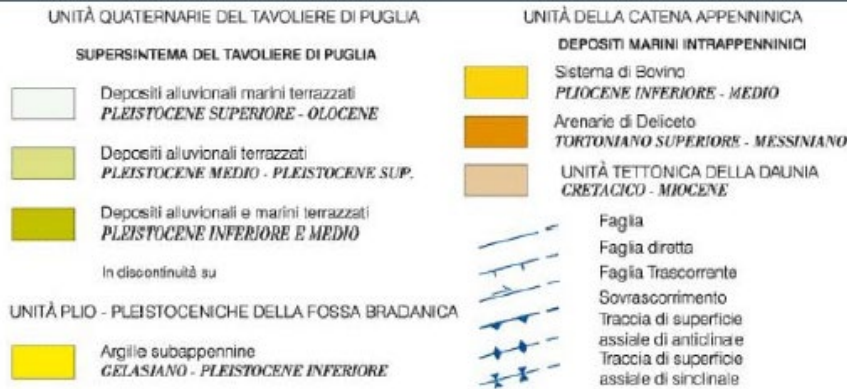 UNITÀ QUATERNARIE DEL TAVOLIERE DI PUGLIA
SUPERSINTEMA DEL TAVOLIERE DI PUGLIA
Depositi alluvionali marini terrazzati
PLEISTOCENE SUPERIORE - OLOCENE
Depositi alluvionali terrazzati
PLEISTOCENE MEDIO - PLEISTOCENE SUP.
Depositi alluvionali e marini terrazzati
PLEISTOCENE INFERIORE E MEDIO
In discontinuità su
UNITÀ PLIO - PLEISTOCENICHE DELLA FOSSA BRADANICA
Argille subappennine
GELASIANO - PLEISTOCENE INFERIORE
UNITÀ DELLA CATENA APPENNINICA
DEPOSITI MARINI INTRAPPENNINICI
Sistema di Bovino
PLIOCENE INFERIORE - MEDIO
Arenarie di Deliceto
TORTONIANO SUPERIORE - MESSINIANO
UNITÀ TETTONICA DELLA DAUNIA
CRETACICO - MIOCENE
Faglia
Faglia diretta
Faglia Trascorrente
Sovrascorrimento
Traccia di superficie
assiale di anticlinale
Traccia di superficie
assiale di sinclinale